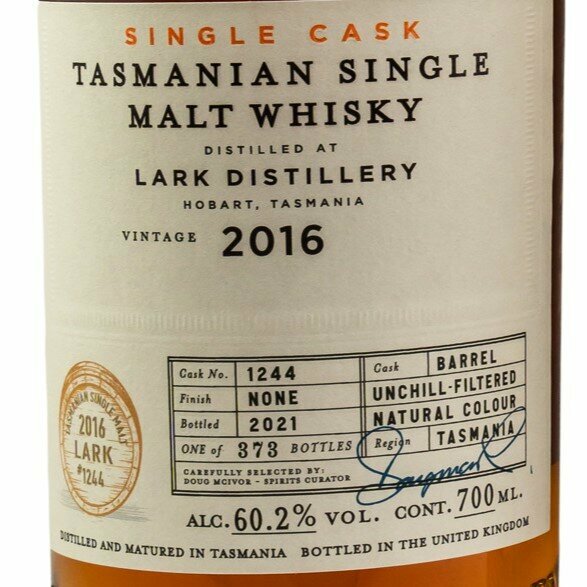 SINGLE CASK
TASMANIAN SINGLE
MALT WHISKY
DISTILLED AT
LARK DISTILLERY
HOBART, TASMANIA
VINTAGE 2016
Cask No. 1244
Finish NONE
Bottled 2021
ONE of 373 BOTTLES
CAREFULLY SELECTED BY:
DOUG MCIVOR - SPIRITS CURATOR
Cask BARREL
UNCHILL-FILTERED
NATURAL COLOUR
Region TASMANIA
TASMANIAN SINGLE MALT
2016
LARK
#1244
ALC. 60.2% VOL. CONT. 700 ML.
DISTILLED AND MATURED IN TASMANIA BOTTLED IN THE UNITED KINGDOM